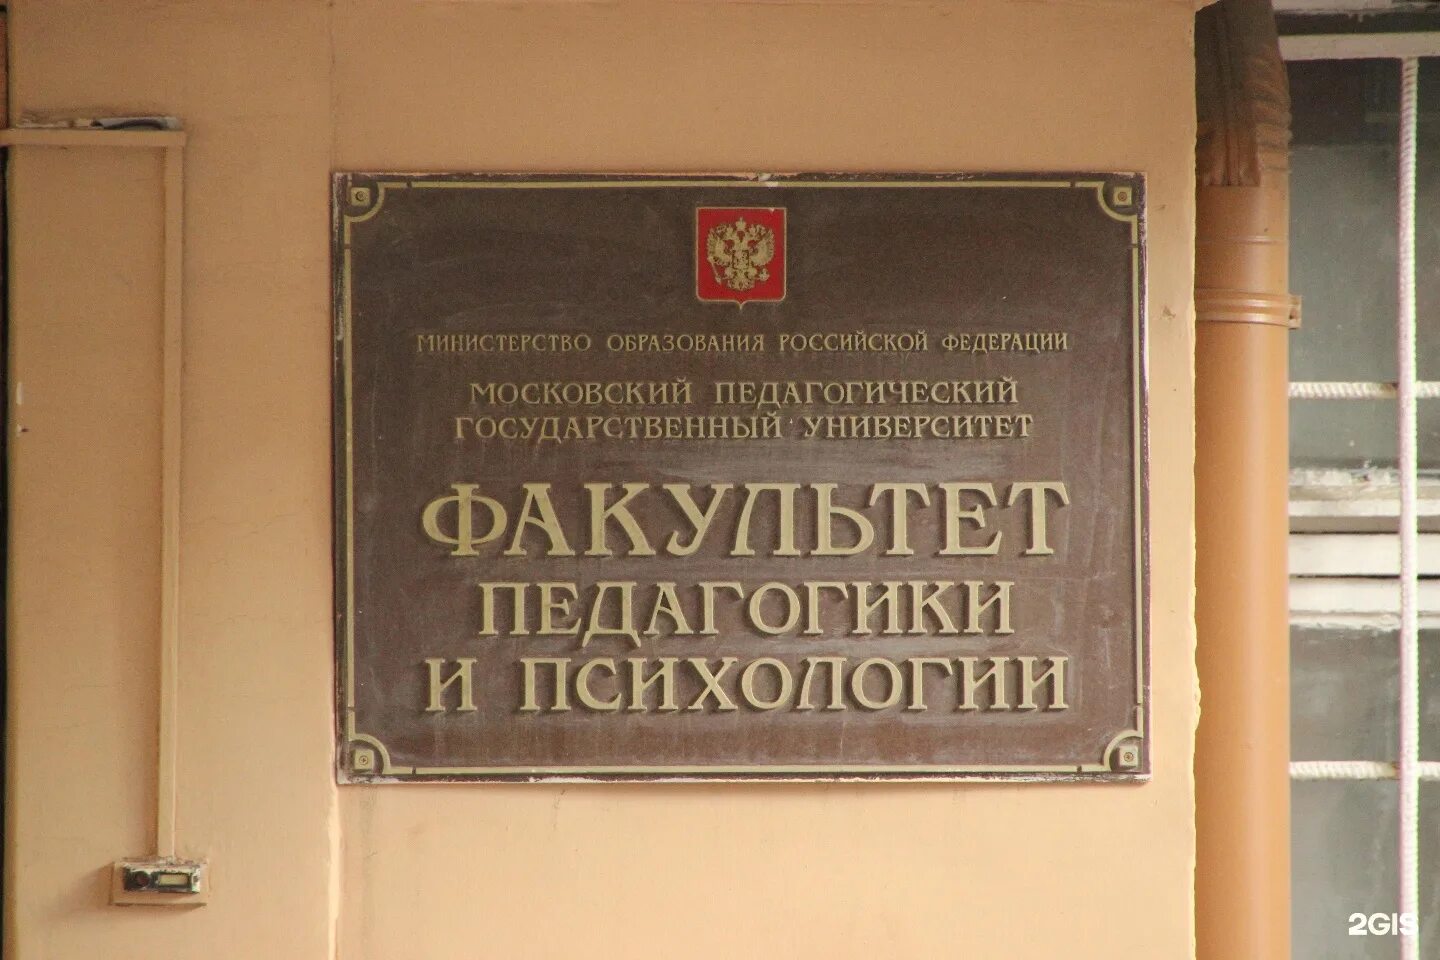 МИНИСТЕРСТВО ОБРАЗОВАНИЯ РОССИЙСКОЙ ФЕДЕРАЦИИ
МОСКОВСКИЙ ПЕДАГОГИЧЕСКИЙ
ГОСУДАРСТВЕННЫЙ УНИВЕРСИТЕТ
ФАКУЛЬТЕТ
ПЕДАГОГИКИ
И ПСИХОЛОГИИ
2GIS